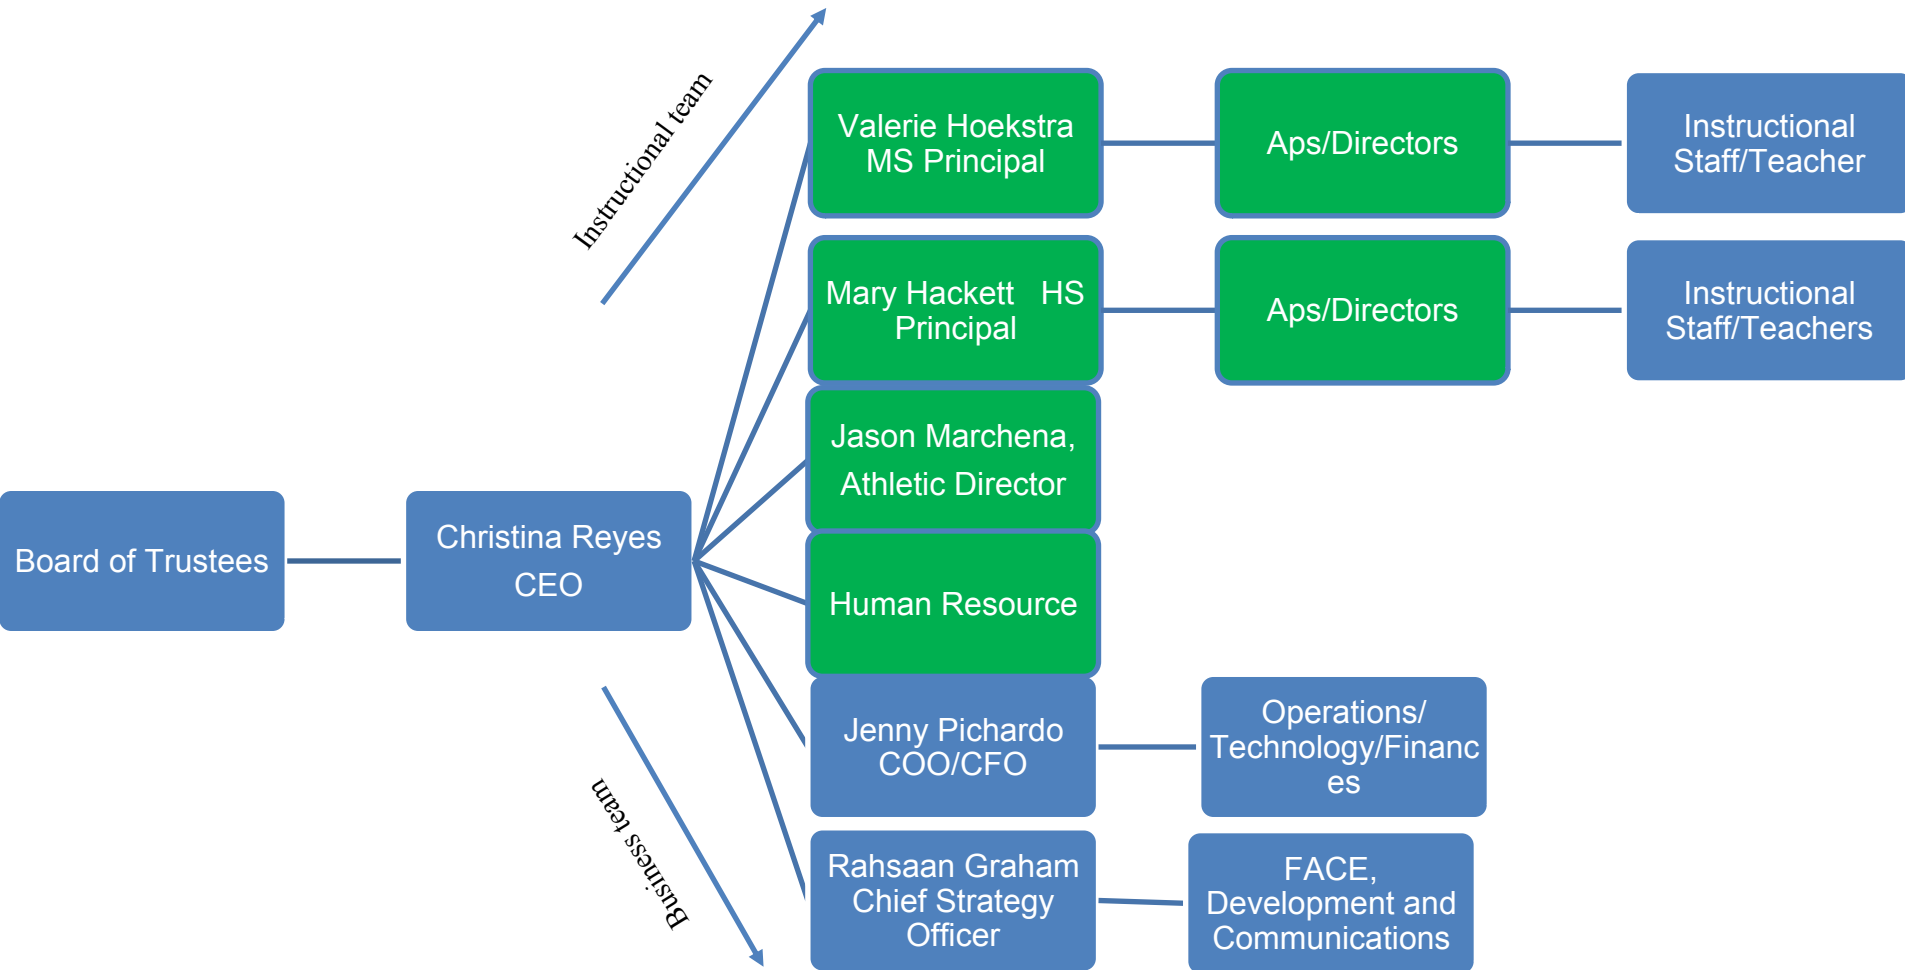 Instructional team
Valerie Hoekstra
MS Principal
Aps/Directors
Instructional
Staff/Teacher
Mary Hackett   HS
Principal
Aps/Directors
Instructional
Staff/Teachers
Jason Marchena,
Athletic Director
Board of Trustees
Christina Reyes
CEO
Human Resource
Business team
Jenny Pichardo
COO/CFO
Operations/
Technology/Financ
es
Rahsaan Graham
Chief Strategy
Officer
FACE,
Development and
Communications